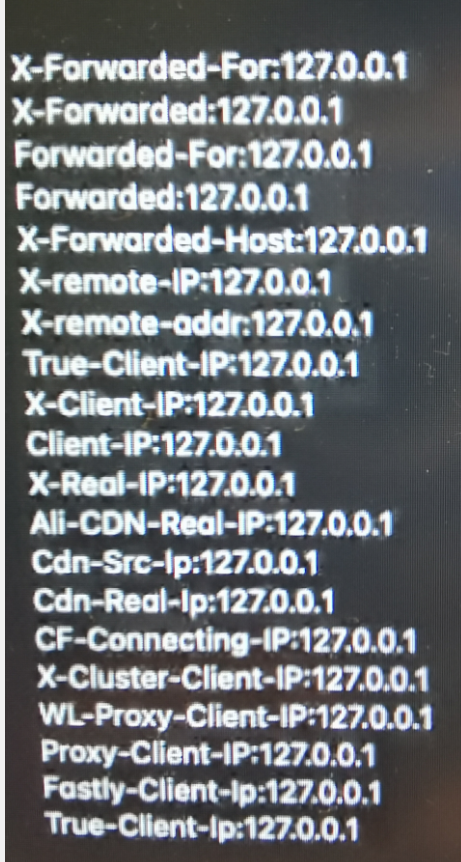 X-Forwarded-For:127.0.0.1
X-Forwarded:127.0.0.1
Forwarded-For:127.0.0.1
Forwarded:127.0.0.1
X-Forwarded-Host:127.0.0.1
X-remote-IP:127.0.0.1
X-remote-addr:127.0.0.1
True-Client-IP:127.0.0.1
X-Client-IP:127.0.0.1
Client-IP:127.0.0.1
X-Real-IP:127.0.0.1
Ali-CDN-Real-IP:127.0.0.1
Cdn-Src-Ip:127.0.0.1
Cdn-Real-Ip:127.0.0.1
CF-Connecting-IP:127.0.0.1
X-Cluster-Client-IP:127.0.0.1
WL-Proxy-Client-IP:127.0.0.1
Proxy-Client-IP:127.0.0.1
Fastly-Client-Ip:127.0.0.1
True-Client-Ip:127.0.0.1